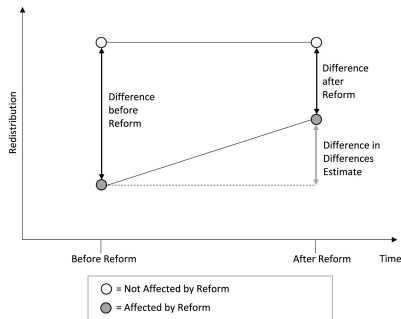 Redistribution
Difference
before
Reform
Difference
after
Reform
Difference in
Differences
Estimate
Before Reform
After Reform
Time
= Not Affected by Reform
= Affected by Reform